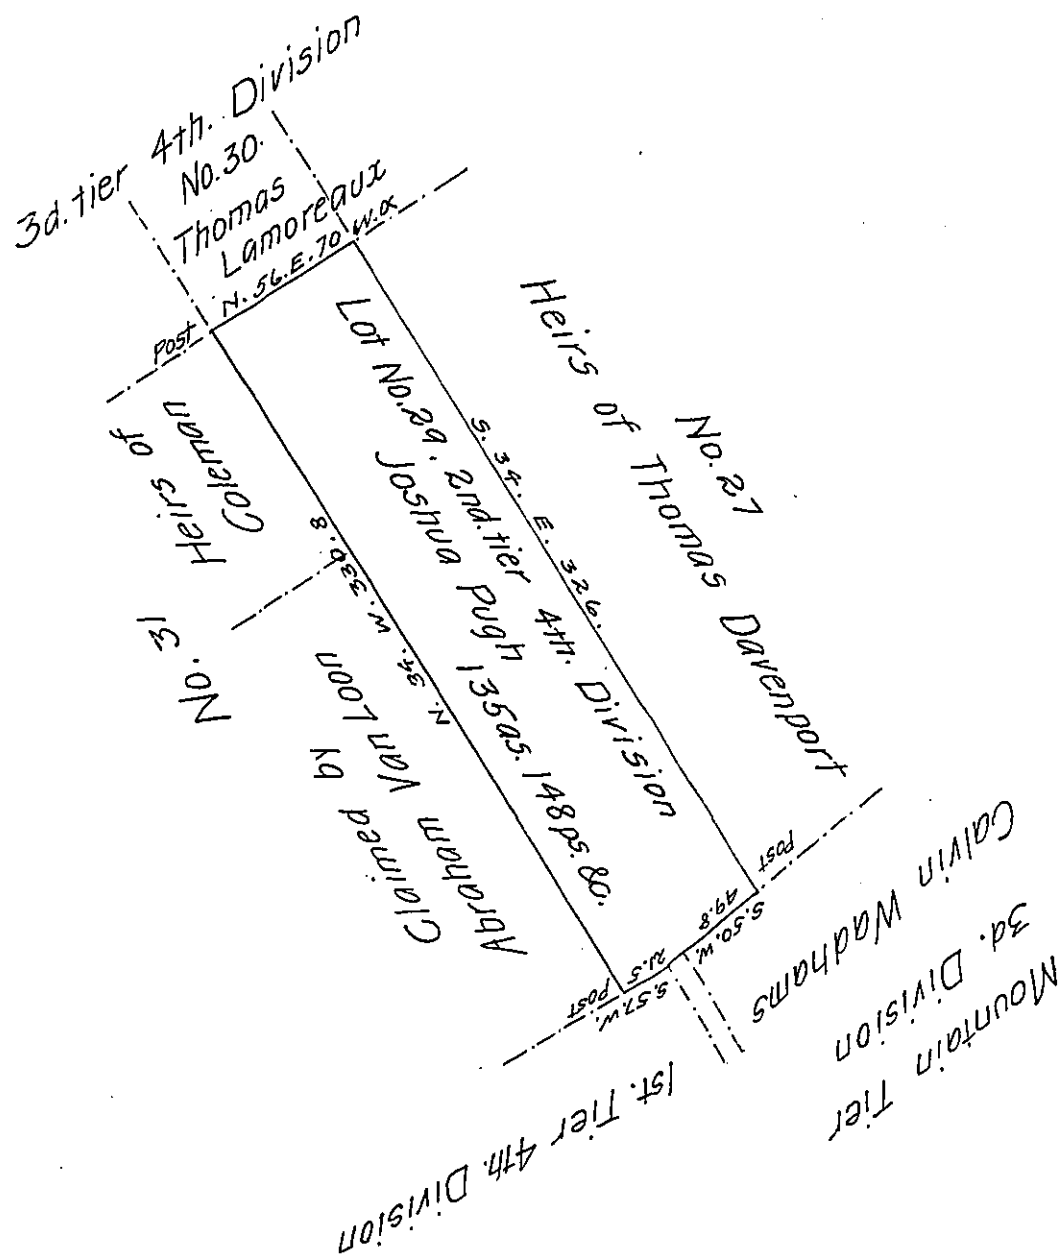 3d. tier 4th. Division
No. 30.
Thomas
Lamoreaux
N. 56. E. 70 W.O.
Post
Heirs of
Coleman
No. 31
N. 34. W. 330. 8
Claimed by
Abraham Van Loon
Lot No. 29. 2nd. tier 4th. Division
Joshua Pugh 135as. 148ps. &c.
S. 34. E. 326.
No. 27
Heirs of Thomas Davenport
Post
49.8
S. 50. W.
21.5
S. 57. W.
Post
Calvin Wadhams
3d. Division
Mountain Tier
1st. Tier 4th. Division